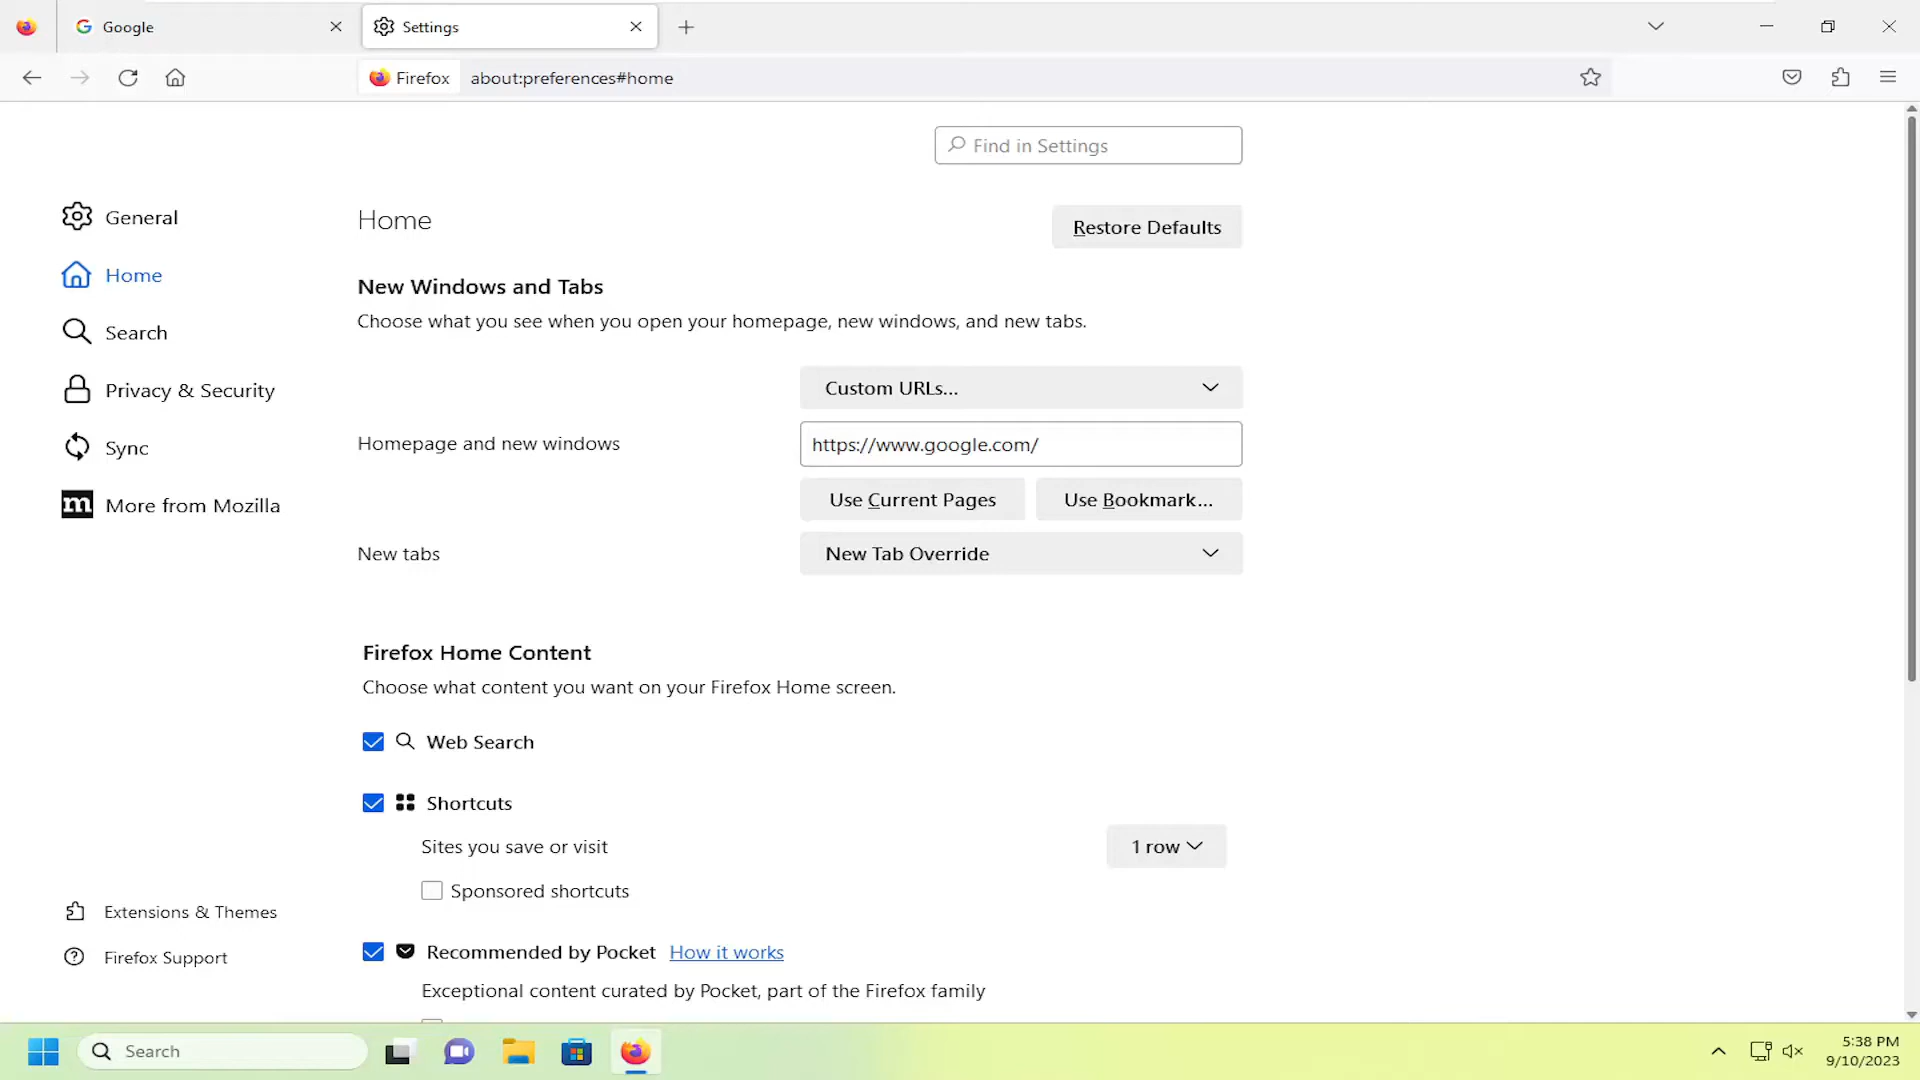 Google
Settings
Firefox
about:preferences#home
Find in Settings
General
Home
Search
Privacy & Security
Sync
More from Mozilla
Extensions & Themes
Firefox Support
Home
Restore Defaults
New Windows and Tabs
Choose what you see when you open your homepage, new windows, and new tabs.
Custom URLs...
Homepage and new windows
https://www.google.com/
Use Current Pages
Use Bookmark...
New tabs
New Tab Override
Firefox Home Content
Choose what content you want on your Firefox Home screen.
Web Search
Shortcuts
Sites you save or visit
1 row
Sponsored shortcuts
Recommended by Pocket How it works
Exceptional content curated by Pocket, part of the Firefox family
Search
5:38 PM
9/10/2023